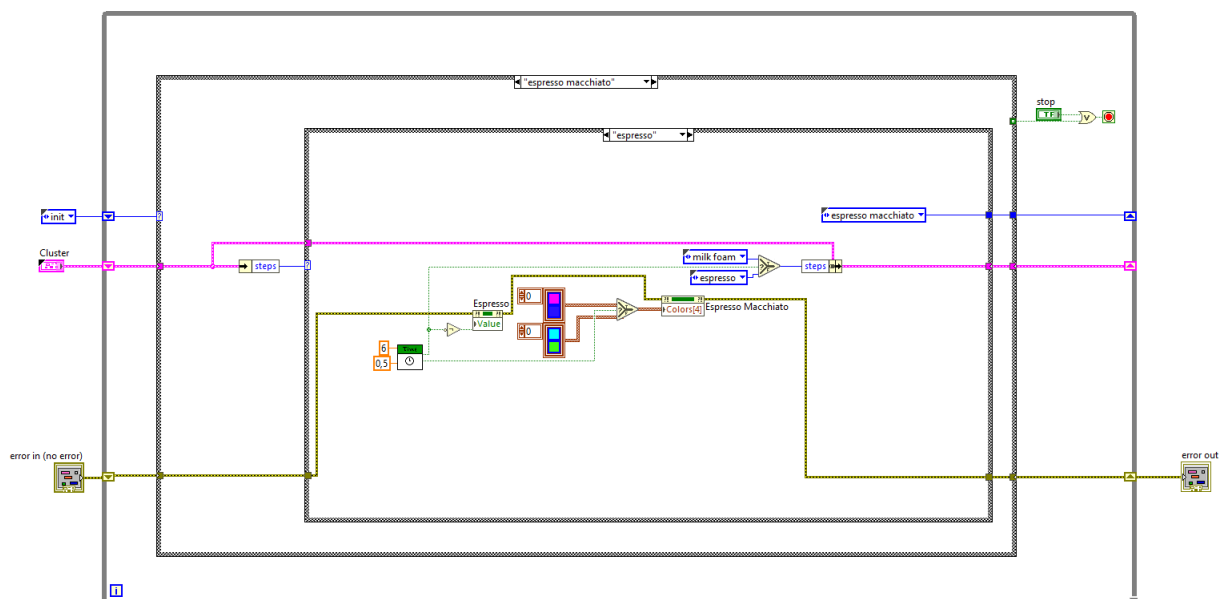 "espresso macchiato"
stop
TF
V
"espresso"
init
?
espresso macchiato
Cluster
steps
?
milk foam
steps
espresso
Espresso
0
Value
Colors[4]
Espresso Macchiato
0
6
0,5
error in (no error)
error out
i